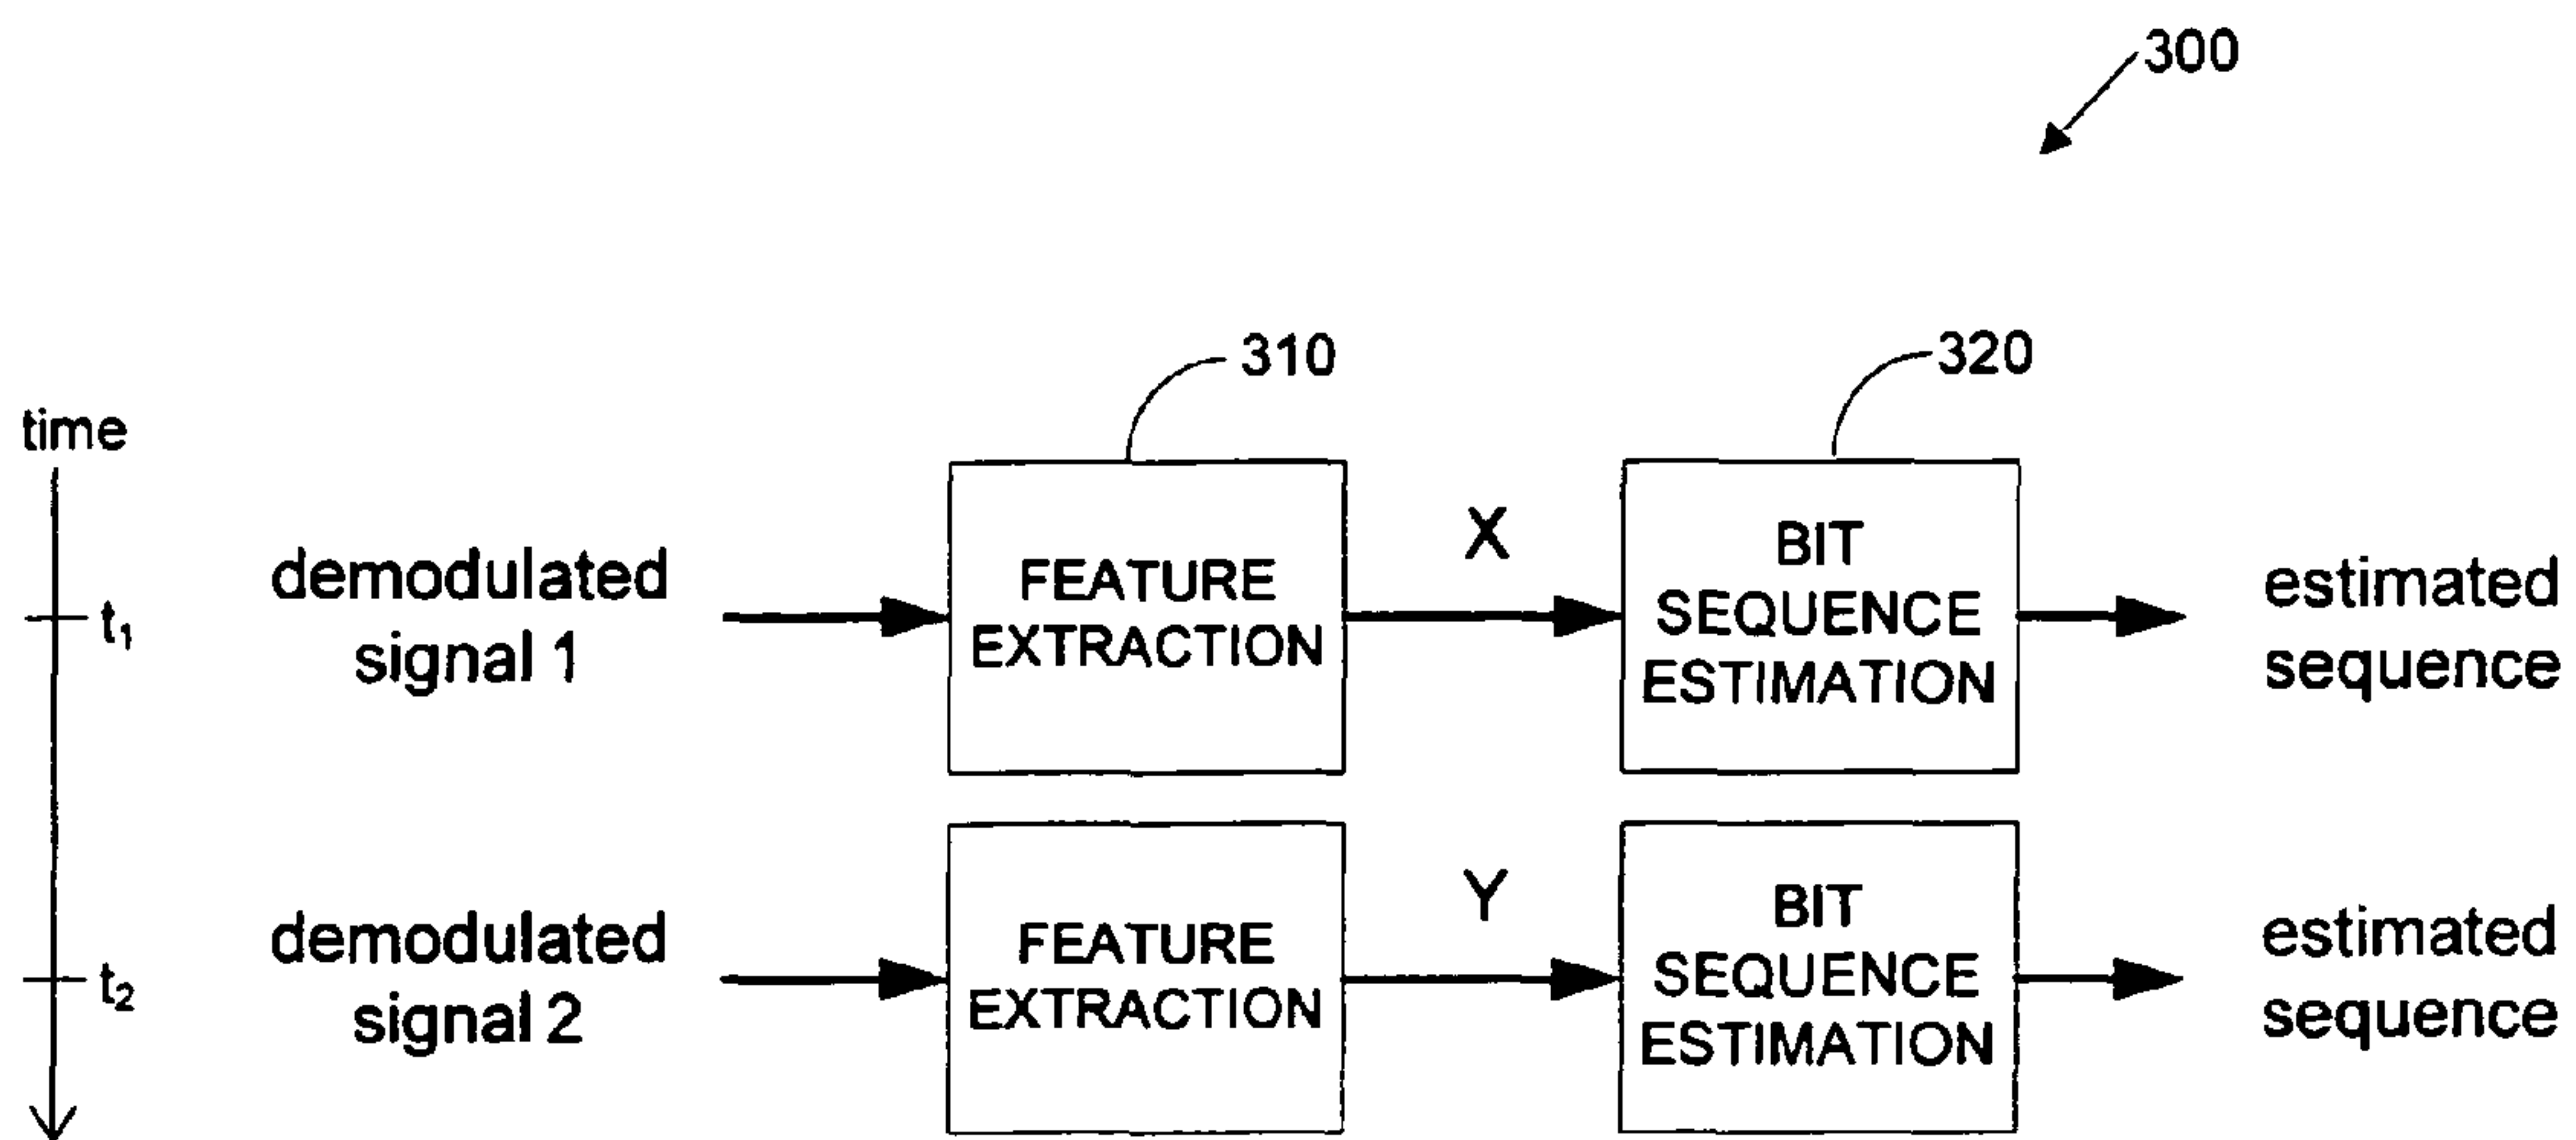 300
310
320
time
t1
demodulated
signal 1
FEATURE
EXTRACTION
X
BIT
SEQUENCE
ESTIMATION
estimated
sequence
t2
demodulated
signal 2
FEATURE
EXTRACTION
Y
BIT
SEQUENCE
ESTIMATION
estimated
sequence